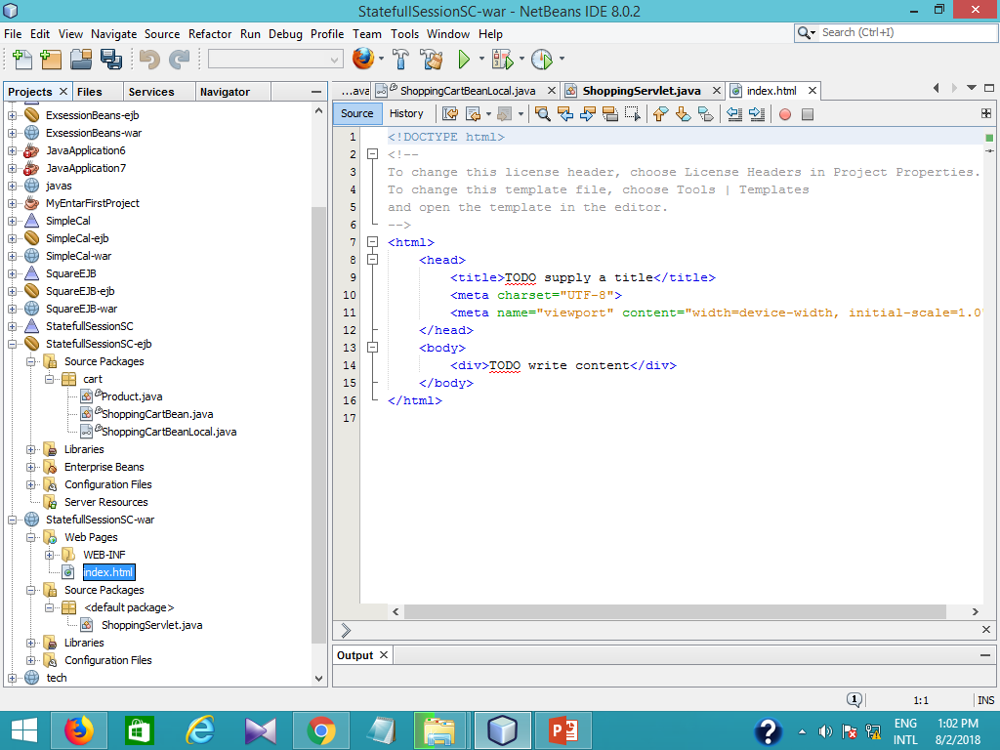 StatefullSessionSC-war - NetBeans IDE 8.0.2
File Edit View Navigate Source Refactor Run Debug Profile Team Tools Window Help
Search (Ctrl+I)
Projects Files Services Navigator
ExsessionBeans-ejb
ExsessionBeans-war
JavaApplication6
JavaApplication7
javas
MyEntarFirstProject
SimpleCal
SimpleCal-ejb
SimpleCal-war
SquareEJB
SquareEJB-ejb
SquareEJB-war
StatefullSessionSC
StatefullSessionSC-ejb
Source Packages
cart
Product.java
ShoppingCartBean.java
ShoppingCartBeanLocal.java
Libraries
Enterprise Beans
Configuration Files
Server Resources
StatefullSessionSC-war
Web Pages
WEB-INF
index.html
Source Packages
<default package>
ShoppingServlet.java
Libraries
Configuration Files
tech
...ava ShoppingCartBeanLocal.java ShoppingServlet.java index.html
Source History
1 <!DOCTYPE html>
2 <!--
3 To change this license header, choose License Headers in Project Properties.
4 To change this template file, choose Tools | Templates
5 and open the template in the editor.
6 -->
7 <html>
8 <head>
9 <title>TODO supply a title</title>
10 <meta charset="UTF-8">
11 <meta name="viewport" content="width=device-width, initial-scale=1.0"
12 </head>
13 <body>
14 <div>TODO write content</div>
15 </body>
16 </html>
17
Output
1 1:1 INS
ENG 1:02 PM
INTL 8/2/2018